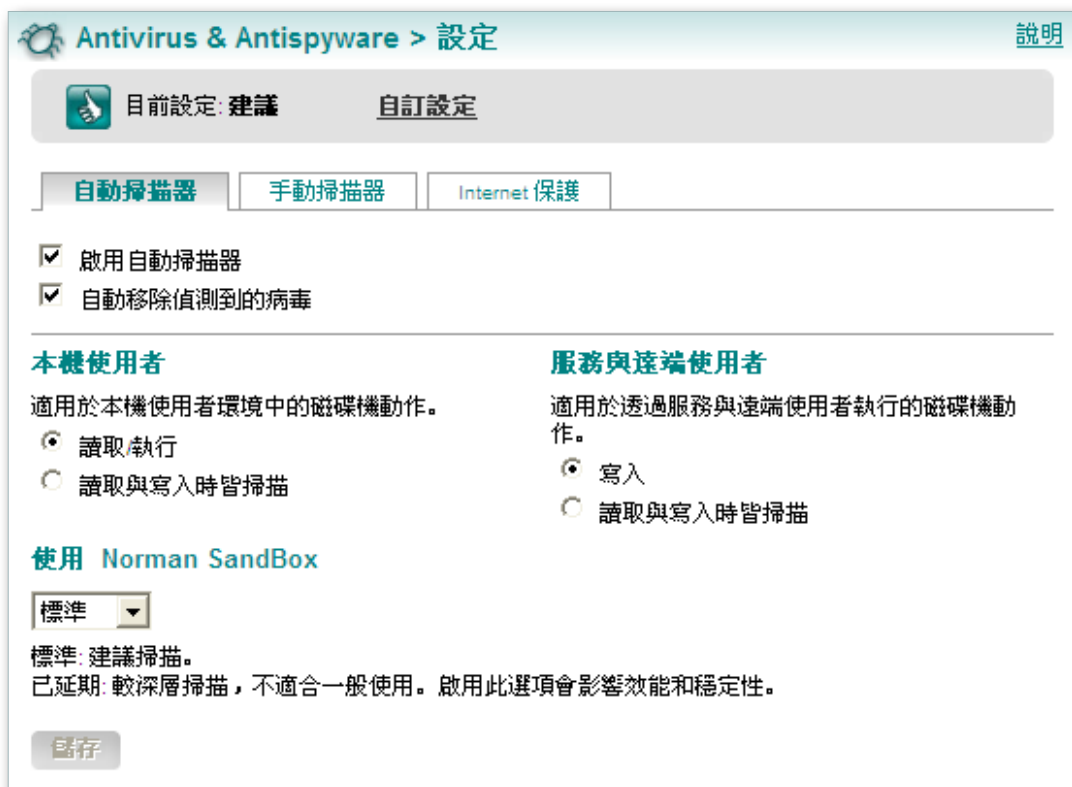 Antivirus & Antispyware > 設定
說明
目前設定: 建議
自訂設定
自動掃描器
手動掃描器
Internet 保護
啟用自動掃描器
自動移除偵測到的病毒
本機使用者
適用於本機使用者環境中的磁碟機動作。
讀取/執行
讀取與寫入時皆掃描
服務與遠端使用者
適用於透過服務與遠端使用者執行的磁碟機動
作。
寫入
讀取與寫入時皆掃描
使用 Norman SandBox
標準
標準: 建議掃描。
已延期: 較深層掃描，不適合一般使用。啟用此選項會影響效能和穩定性。
儲存